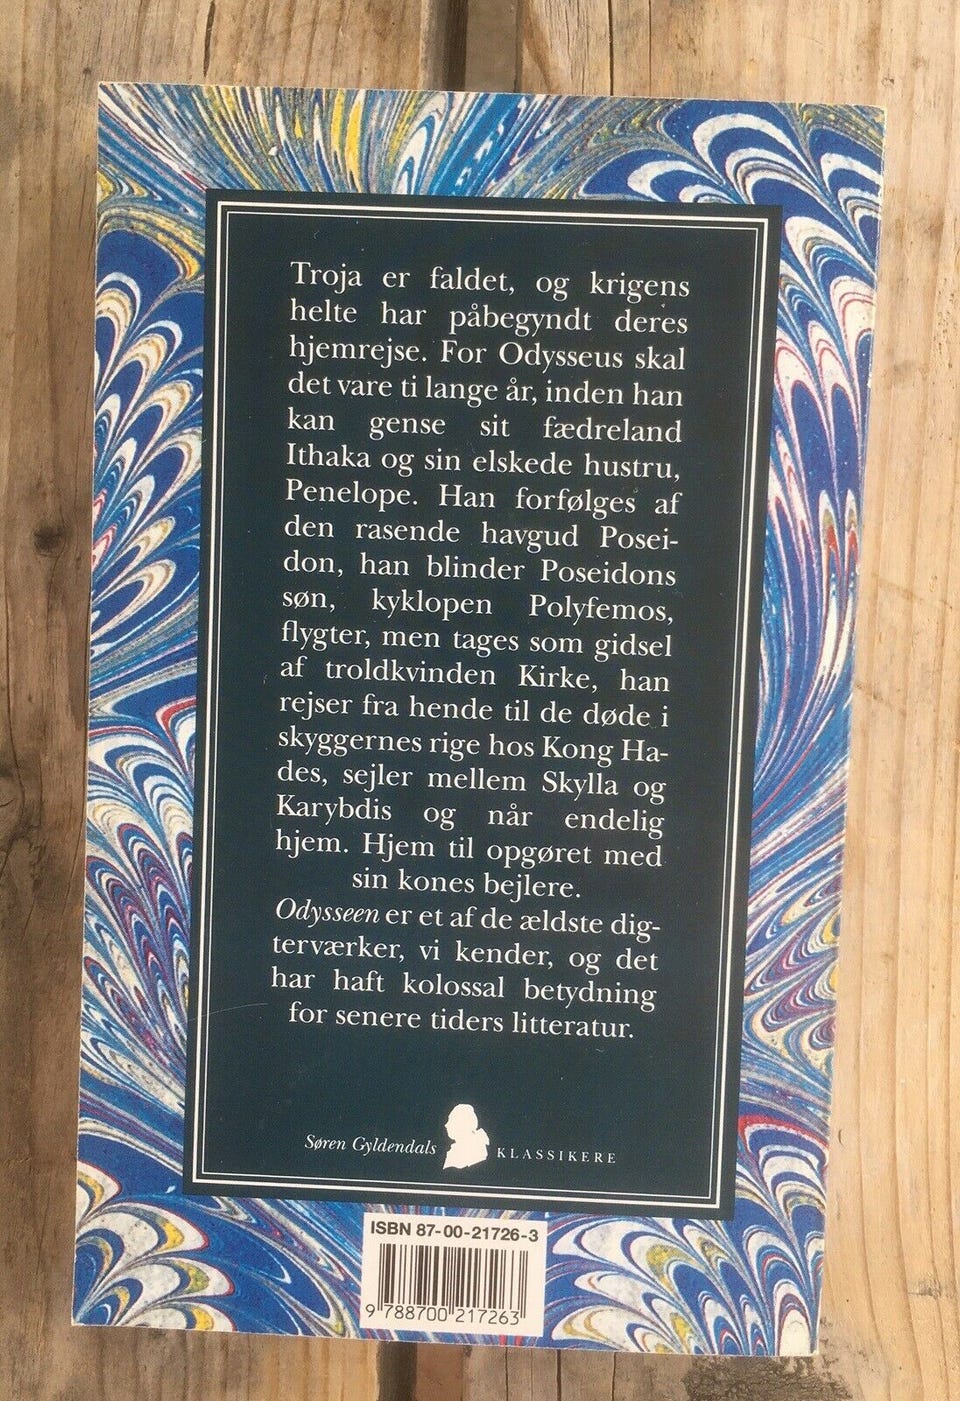 Troja er faldet, og krigens
helte har påbegyndt deres
hjemrejse. For Odysseus skal
det vare ti lange år, inden han
kan gense sit fædreland
Ithaka og sin elskede hustru,
Penelope. Han forfølges af
den rasende havgud Posei-
don, han blinder Poseidons
søn, kyklopen Polyfemos,
flygter, men tages som gidsel
af troldkvinden Kirke, han
rejser fra hende til de døde i
skyggernes rige hos Kong Ha-
des, sejler mellem Skylla og
Karybdis og når endelig
hjem. Hjem til opgøret med
sin kones bejlere.
Odysseen er et af de ældste dig-
terværker, vi kender, og det
har haft kolossal betydning
for senere tiders litteratur.
Søren Gyldendals KLASSIKERE
ISBN 87-00-21726-3
9 788700 217263